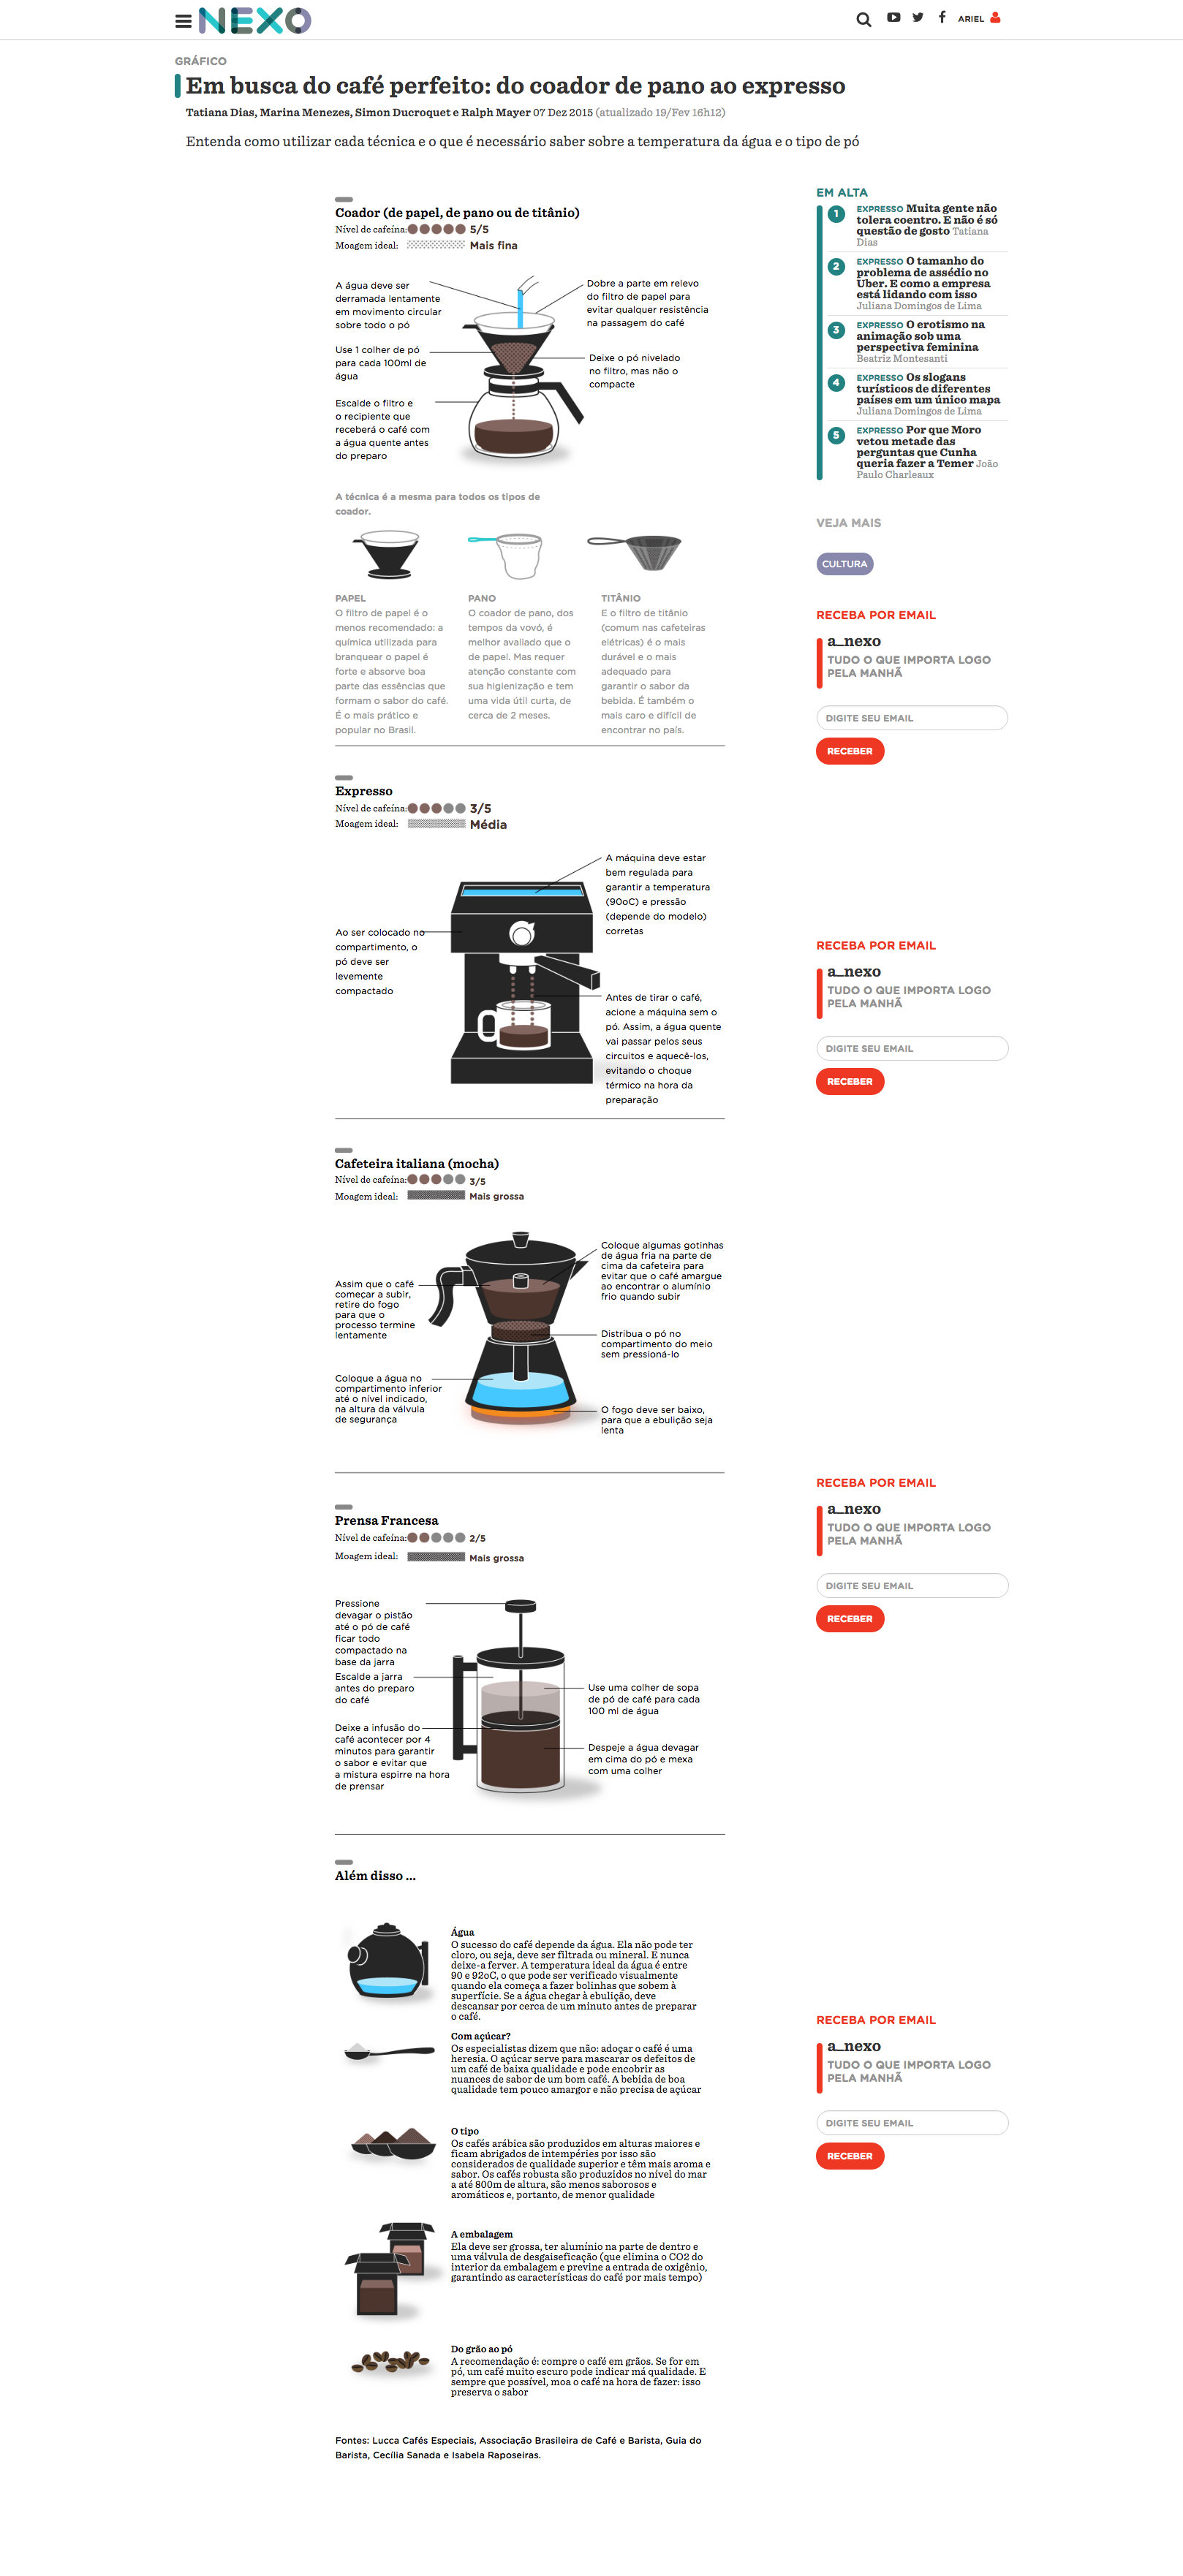 NEXO
ARIEL
GRÁFICO
Em busca do café perfeito: do coador de pano ao expresso
Tatiana Dias, Marina Menezes, Simon Ducroquet e Ralph Mayer 07 Dez 2015 (atualizado 19/Fev 16h12)
Entenda como utilizar cada técnica e o que é necessário saber sobre a temperatura da água e o tipo de pó
Coador (de papel, de pano ou de titânio)
Nível de cafeína: 5/5
Moagem ideal: Mais fina
A água deve ser
derramada lentamente
em movimento circular
sobre todo o pó
Use 1 colher de pó
para cada 100ml de
água
Escalde o filtro e
o recipiente que
receberá o café com
a água quente antes
do preparo
Dobre a parte em relevo
do filtro de papel para
evitar qualquer resistência
na passagem do café
Deixe o pó nivelado
no filtro, mas não o
compacte
A técnica é a mesma para todos os tipos de
coador.
PAPEL
O filtro de papel é o
menos recomendado: a
química utilizada para
branquear o papel é
forte e absorve boa
parte das essências que
formam o sabor do café.
É o mais prático e
popular no Brasil.
PANO
O coador de pano, dos
tempos da vovó, é
melhor avaliado que o
de papel. Mas requer
atenção constante com
sua higienização e tem
uma vida útil curta, de
cerca de 2 meses.
TITÂNIO
E o filtro de titânio
(comum nas cafeteiras
elétricas) é o mais
durável e o mais
adequado para
garantir o sabor da
bebida. É também o
mais caro e difícil de
encontrar no país.
Expresso
Nível de cafeína: 3/5
Moagem ideal: Média
Ao ser colocado no
compartimento, o
pó deve ser
levemente
compactado
A máquina deve estar
bem regulada para
garantir a temperatura
(90oC) e pressão
(depende do modelo)
corretas
Antes de tirar o café,
acione a máquina sem o
pó. Assim, a água quente
vai passar pelos seus
circuitos e aquecê-los,
evitando o choque
térmico na hora da
preparação
Cafeteira italiana (mocha)
Nível de cafeína: 3/5
Moagem ideal: Mais grossa
Assim que o café
começar a subir,
retire do fogo
para que o
processo termine
lentamente
Coloque a água no
compartimento inferior
até o nível indicado,
na altura da válvula
de segurança
Coloque algumas gotinhas
de água fria na parte de
cima da cafeteira para
evitar que o café amargue
ao encontrar o alumínio
frio quando subir
Distribua o pó no
compartimento do meio
sem pressioná-lo
O fogo deve ser baixo,
para que a ebulição seja
lenta
Prensa Francesa
Nível de cafeína: 2/5
Moagem ideal: Mais grossa
Pressione
devagar o pistão
até o pó de café
ficar todo
compactado na
base da jarra
Escalde a jarra
antes do preparo
do café
Deixe a infusão do
café acontecer por 4
minutos para garantir
o sabor e evitar que
a mistura espirre na hora
de prensar
Use uma colher de sopa
de pó de café para cada
100 ml de água
Despeje a água devagar
em cima do pó e mexa
com uma colher
Além disso ...
Água
O sucesso do café depende da água. Ela não pode ter
cloro, ou seja, deve ser filtrada ou mineral. E nunca
deixe-a ferver. A temperatura ideal da água é entre
90 e 92oC, o que pode ser verificado visualmente
quando ela começa a fazer bolinhas que sobem à
superfície. Se a água chegar à ebulição, deve
descansar por cerca de um minuto antes de preparar
o café.
Com açúcar?
Os especialistas dizem que não: adoçar o café é uma
heresia. O açúcar serve para mascarar os defeitos de
um café de baixa qualidade e pode encobrir as
nuances de sabor de um bom café. A bebida de boa
qualidade tem pouco amargor e não precisa de açúcar
O tipo
Os cafés arábica são produzidos em alturas maiores e
ficam abrigados de intempéries por isso são
considerados de qualidade superior e têm mais aroma e
sabor. Os cafés robusta são produzidos no nível do mar
a até 800m de altura, são menos saborosos e
aromáticos e, portanto, de menor qualidade
A embalagem
Ela deve ser grossa, ter alumínio na parte de dentro e
uma válvula de desgaiseficação (que elimina o CO2 do
interior da embalagem e previne a entrada de oxigênio,
garantindo as características do café por mais tempo)
Do grão ao pó
A recomendação é: compre o café em grãos. Se for em
pó, um café muito escuro pode indicar má qualidade. E
sempre que possível, moa o café na hora de fazer: isso
preserva o sabor
Fontes: Lucca Cafés Especiais, Associação Brasileira de Café e Barista, Guia do
Barista, Cecília Sanada e Isabela Raposeiras.
EM ALTA
1 EXPRESSO Muita gente não
tolera coentro. E não é só
questão de gosto Tatiana
Dias
2 EXPRESSO O tamanho do
problema de assédio no
Uber. E como a empresa
está lidando com isso
Juliana Domingos de Lima
3 EXPRESSO O erotismo na
animação sob uma
perspectiva feminina
Beatriz Montesanti
4 EXPRESSO Os slogans
turísticos de diferentes
países em um único mapa
Juliana Domingos de Lima
5 EXPRESSO Por que Moro
vetou metade das
perguntas que Cunha
queria fazer a Temer João
Paulo Charleaux
VEJA MAIS
CULTURA
RECEBA POR EMAIL
a_nexo
TUDO O QUE IMPORTA LOGO
PELA MANHÃ
DIGITE SEU EMAIL
RECEBER
RECEBA POR EMAIL
a_nexo
TUDO O QUE IMPORTA LOGO
PELA MANHÃ
DIGITE SEU EMAIL
RECEBER
RECEBA POR EMAIL
a_nexo
TUDO O QUE IMPORTA LOGO
PELA MANHÃ
DIGITE SEU EMAIL
RECEBER
RECEBA POR EMAIL
a_nexo
TUDO O QUE IMPORTA LOGO
PELA MANHÃ
DIGITE SEU EMAIL
RECEBER